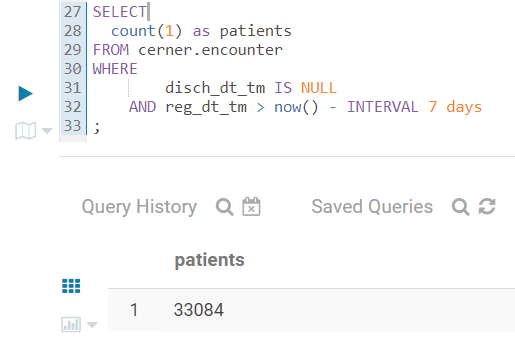 27 SELECT
28 count(1) as patients
29 FROM cerner.encounter
30 WHERE
31 disch_dt_tm IS NULL
32 AND reg_dt_tm > now() - INTERVAL 7 days
33 ;
Query History Saved Queries
patients
1 33084